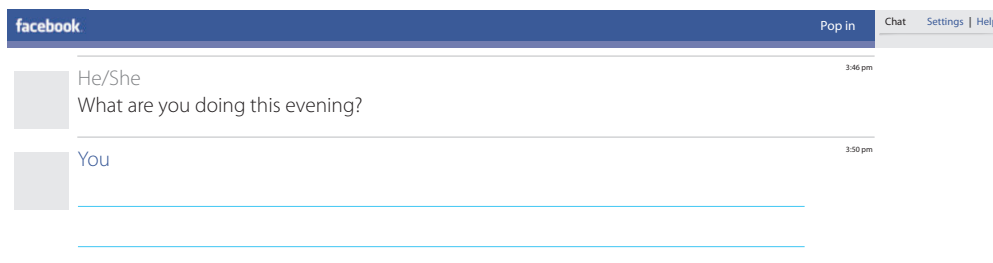 facebook
Pop in
Chat Settings | Help
3:46 pm
He/She
What are you doing this evening?
3:50 pm
You